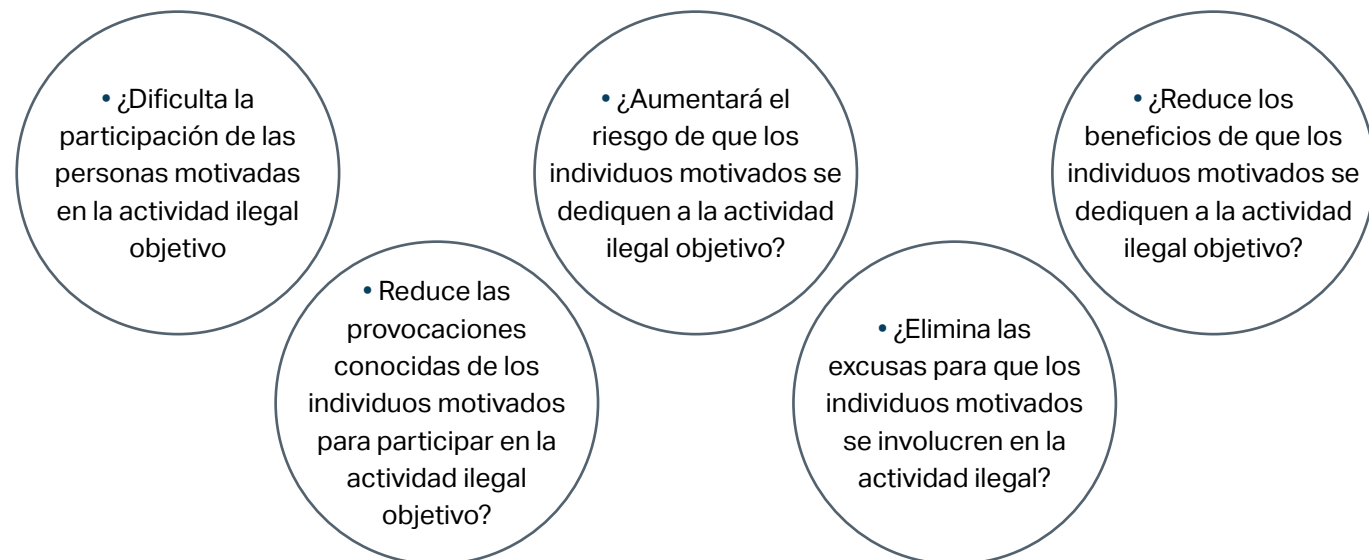 • ¿Dificulta la
participación de las
personas motivadas
en la actividad ilegal
objetivo
• Reduce las
provocaciones
conocidas de los
individuos motivados
para participar en la
actividad ilegal
objetivo?
• ¿Aumentará el
riesgo de que los
individuos motivados se
dediquen a la actividad
ilegal objetivo?
• ¿Elimina las
excusas para que los
individuos motivados
se involucren en la
actividad ilegal?
• ¿Reduce los
beneficios de que los
individuos motivados se
dediquen a la actividad
ilegal objetivo?